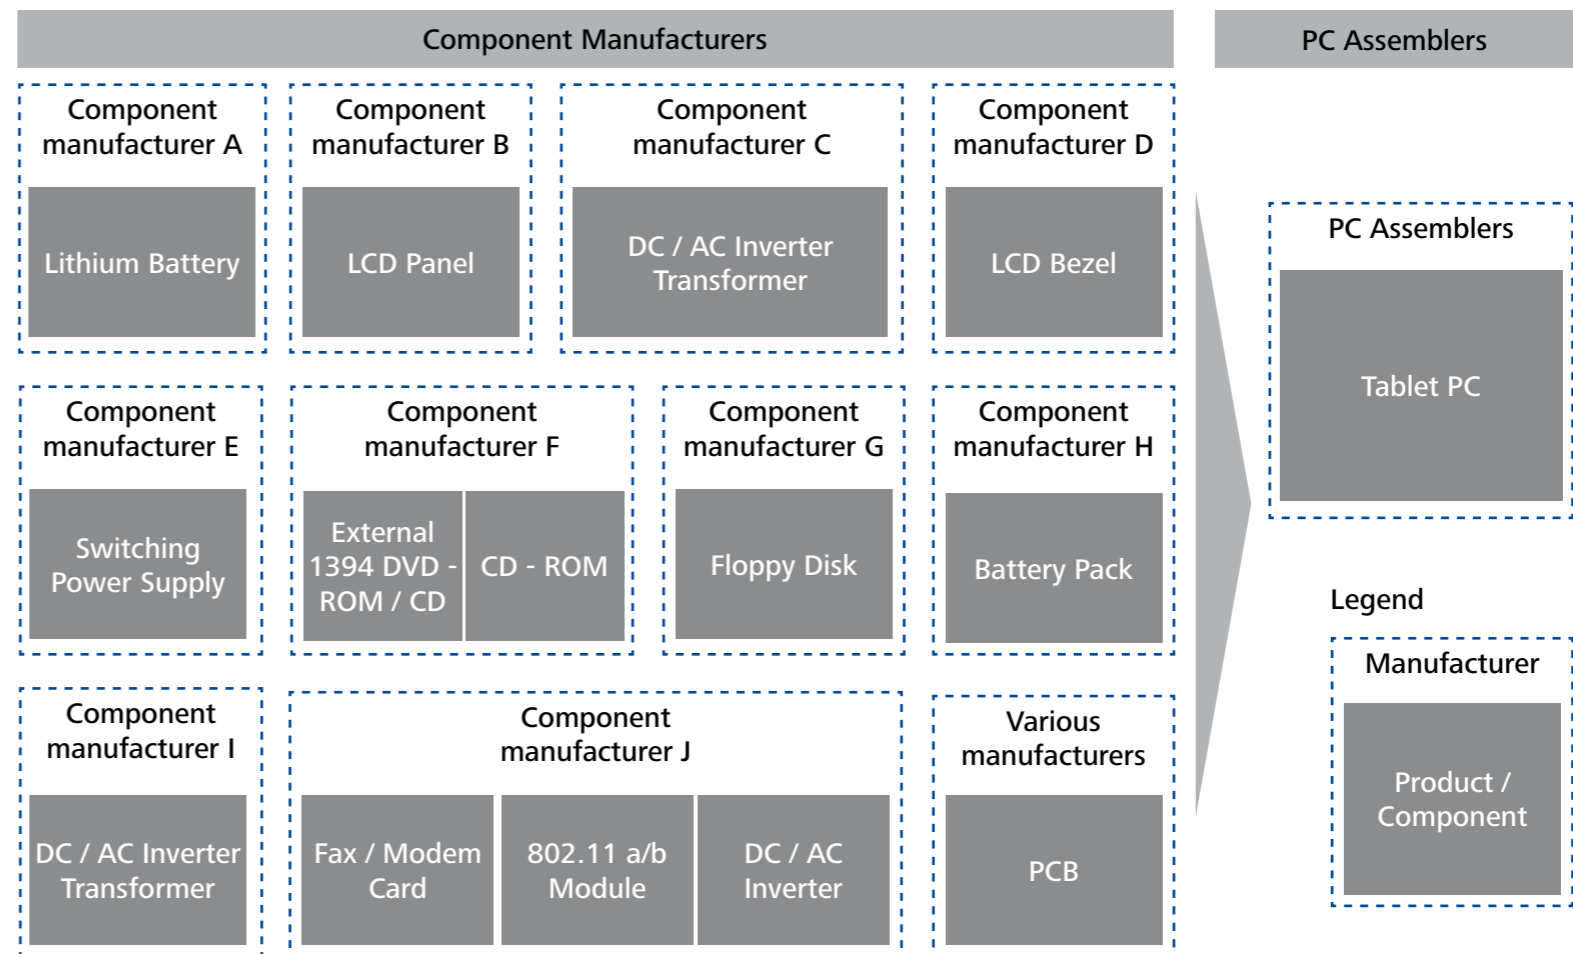 Component Manufacturers
PC Assemblers
Component
manufacturer A
Lithium Battery
Component
manufacturer B
LCD Panel
Component
manufacturer C
DC / AC Inverter
Transformer
Component
manufacturer D
LCD Bezel
PC Assemblers
Tablet PC
Component
manufacturer E
Switching
Power Supply
Component
manufacturer F
External
1394 DVD -
ROM / CD
CD - ROM
Component
manufacturer G
Floppy Disk
Component
manufacturer H
Battery Pack
Component
manufacturer I
DC / AC Inverter
Transformer
Component
manufacturer J
Fax / Modem
Card
802.11 a/b
Module
DC / AC
Inverter
Various
manufacturers
PCB
Legend
Manufacturer
Product /
Component